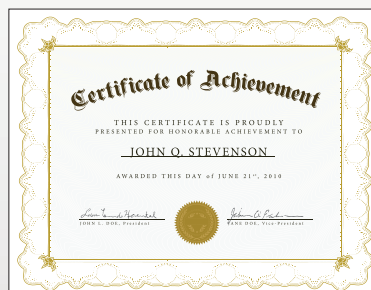 Certificate of Achievement
THIS CERTIFICATE IS PROUDLY
PRESENTED FOR HONORABLE ACHIEVEMENT TO
JOHN Q. STEVENSON
AWARDED THIS DAY of JUNE 21ST, 2010
JOHN L. DOE, President
JANE DOE, Vice-President